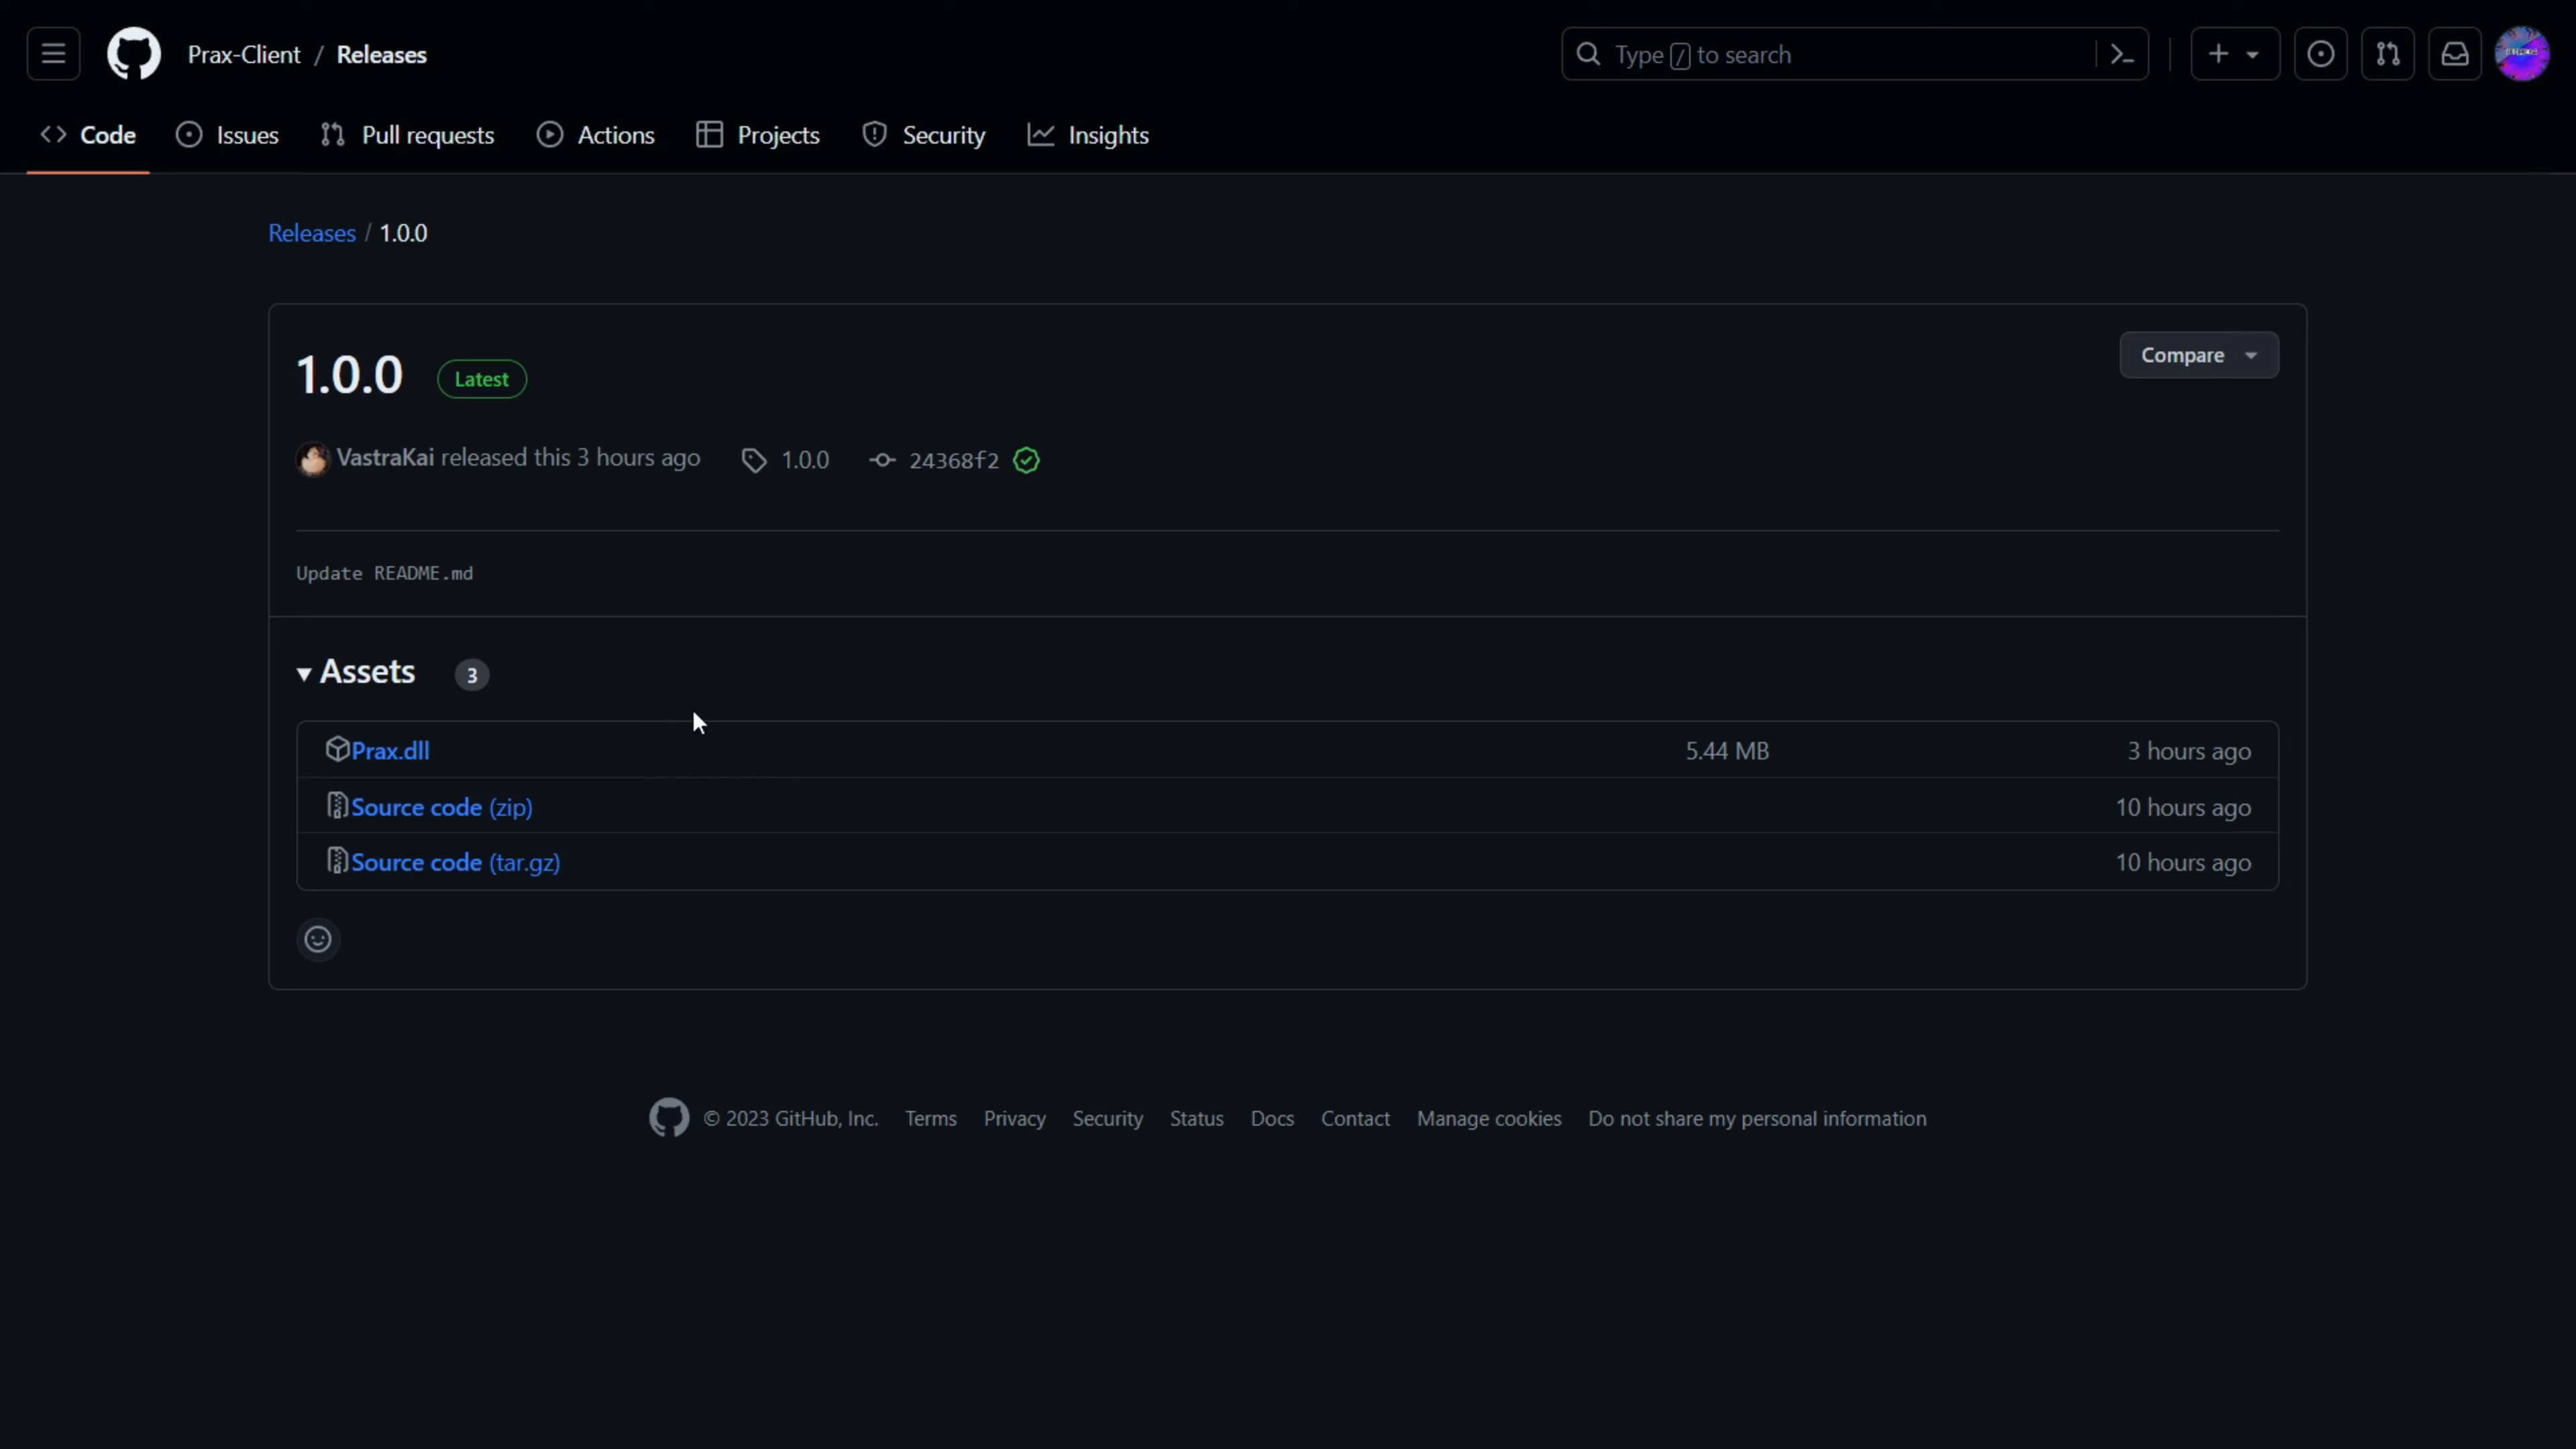 Prax-Client / Releases
Type / to search
Code Issues Pull requests Actions Projects Security Insights
Releases / 1.0.0
1.0.0 Latest
Compare
VastraKai released this 3 hours ago 1.0.0 24368f2
Update README.md
Assets 3
Prax.dll 5.44 MB 3 hours ago
Source code (zip) 10 hours ago
Source code (tar.gz) 10 hours ago
© 2023 GitHub, Inc. Terms Privacy Security Status Docs Contact Manage cookies Do not share my personal information